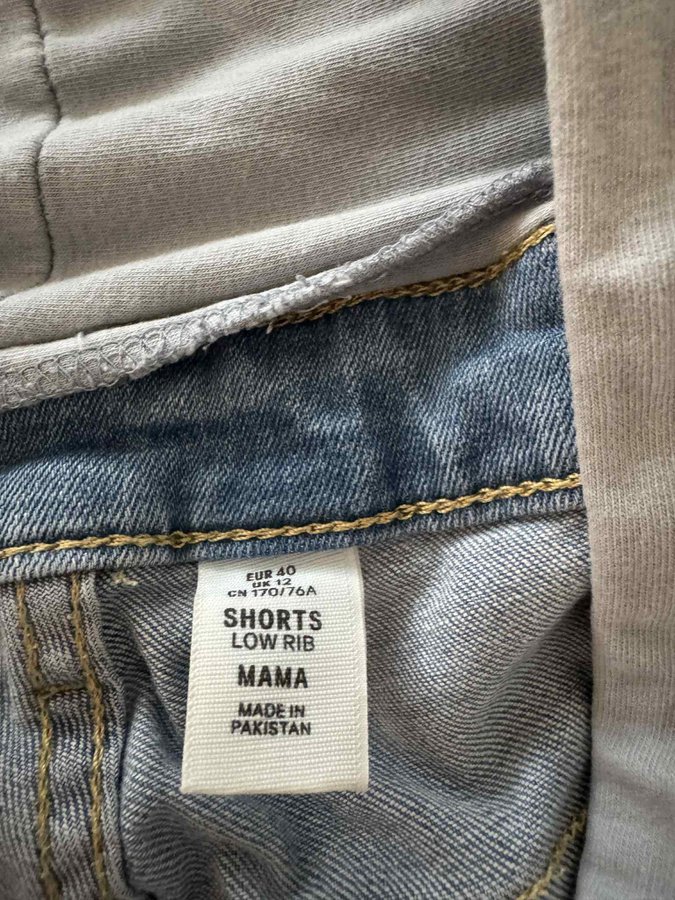 EUR 40
UK 12
CN 170/76A
SHORTS
LOW RIB
MAMA
MADE IN
PAKISTAN